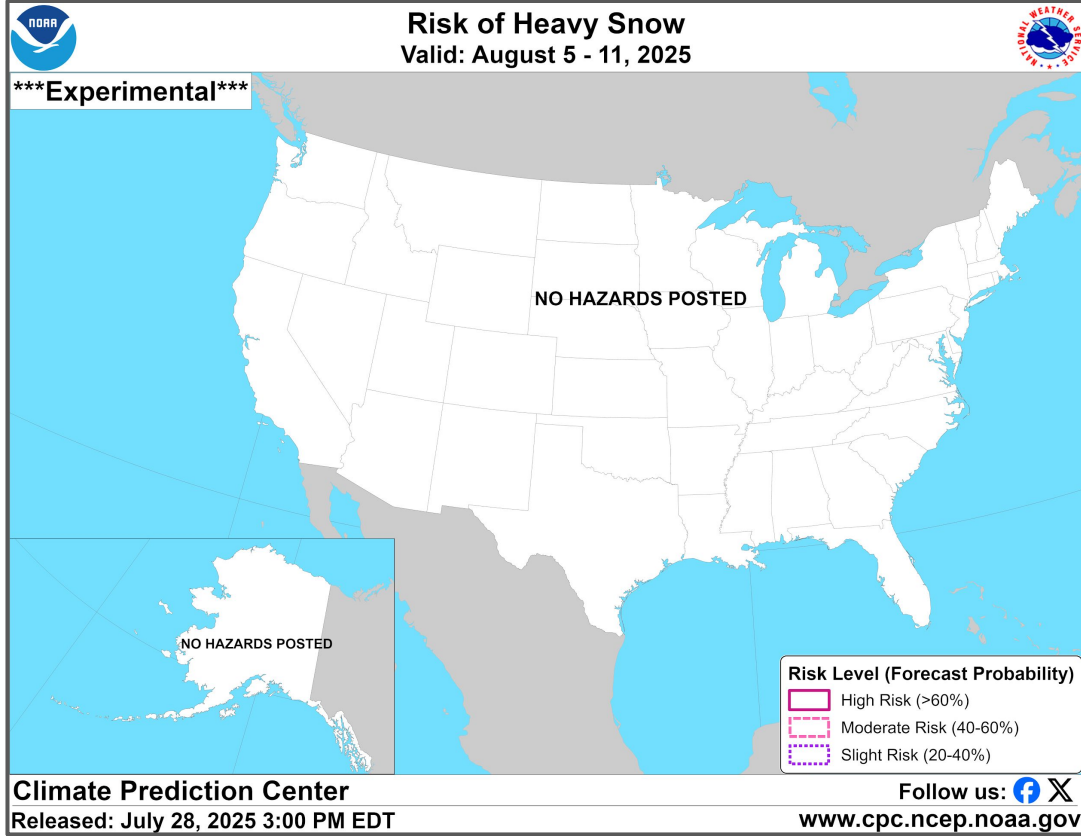 NOAA
Risk of Heavy Snow
Valid: August 5 - 11, 2025
NATIONAL WEATHER SERVICE
***Experimental***
NO HAZARDS POSTED
NO HAZARDS POSTED
Risk Level (Forecast Probability)
High Risk (>60%)
Moderate Risk (40-60%)
Slight Risk (20-40%)
Climate Prediction Center
Follow us:
Released: July 28, 2025 3:00 PM EDT
www.cpc.ncep.noaa.gov